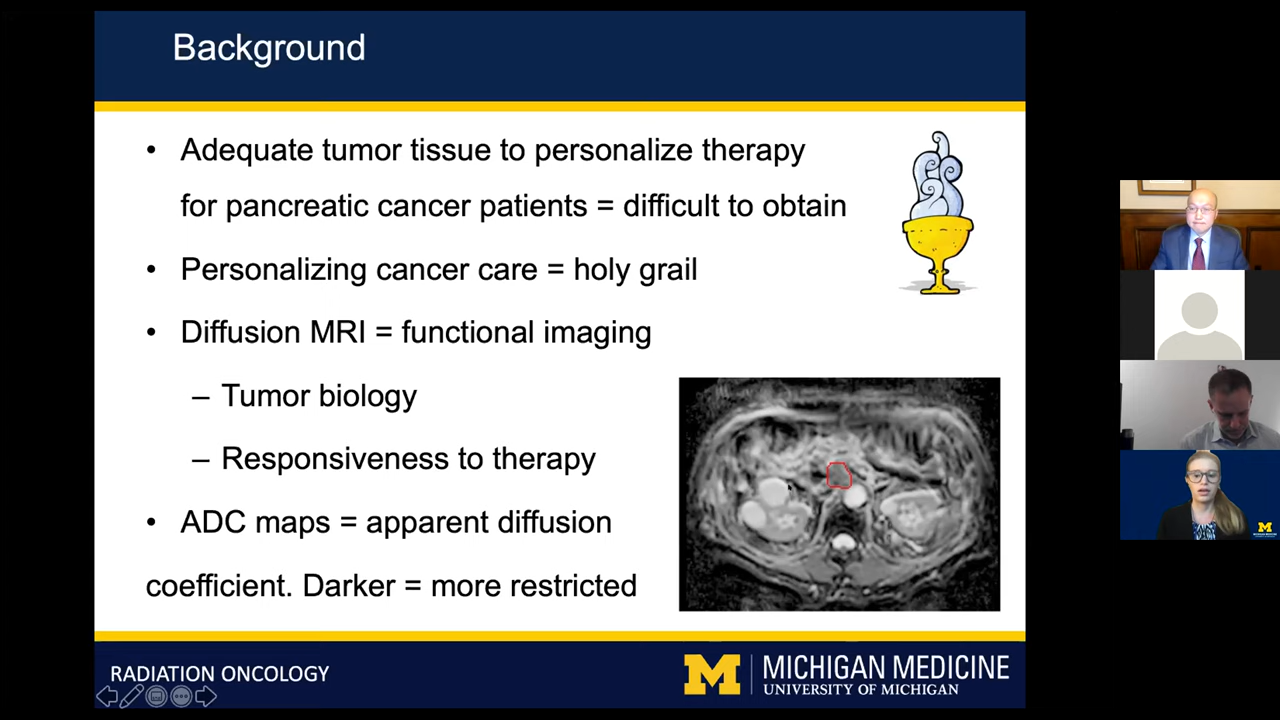 Background
• Adequate tumor tissue to personalize therapy
for pancreatic cancer patients = difficult to obtain
• Personalizing cancer care = holy grail
• Diffusion MRI = functional imaging
– Tumor biology
– Responsiveness to therapy
• ADC maps = apparent diffusion
coefficient. Darker = more restricted
RADIATION ONCOLOGY
M
MICHIGAN MEDICINE
UNIVERSITY OF MICHIGAN
M